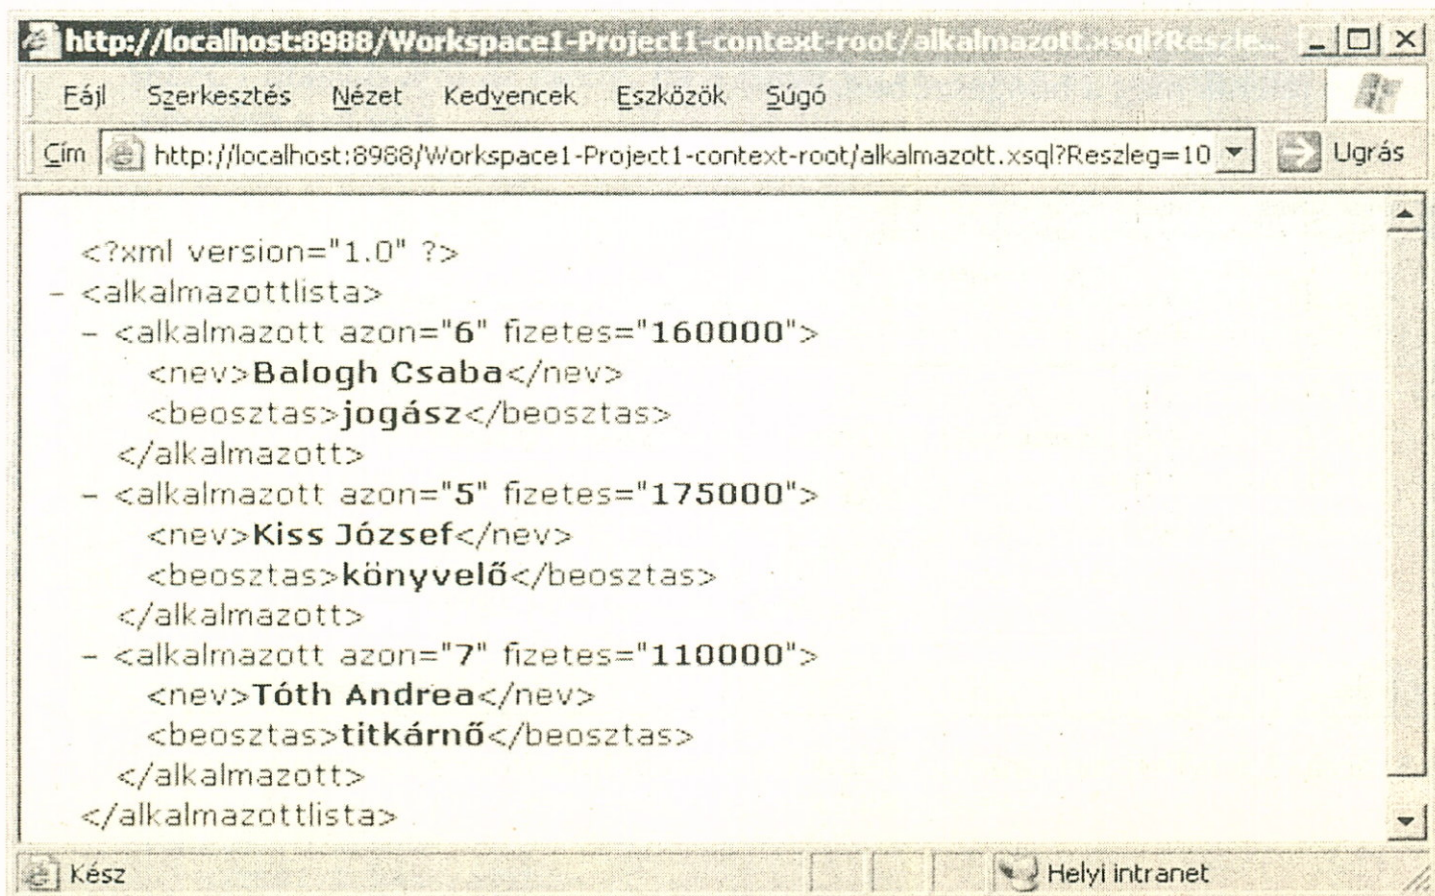 http://localhost:8988/Workspace1-Project1-context-root/alkalmazott.xsql?Reszle...
Fájl Szerkesztés Nézet Kedvencek Eszközök Súgó
Cím http://localhost:8988/Workspace1-Project1-context-root/alkalmazott.xsql?Reszleg=10 Ugrás
<?xml version="1.0" ?>
– <alkalmazottlista>
– <alkalmazott azon="6" fizetes="160000">
<nev>Balogh Csaba</nev>
<beosztas>jogász</beosztas>
</alkalmazott>
– <alkalmazott azon="5" fizetes="175000">
<nev>Kiss József</nev>
<beosztas>könyvelő</beosztas>
</alkalmazott>
– <alkalmazott azon="7" fizetes="110000">
<nev>Tóth Andrea</nev>
<beosztas>titkárnő</beosztas>
</alkalmazott>
</alkalmazottlista>
Kész Helyi intranet